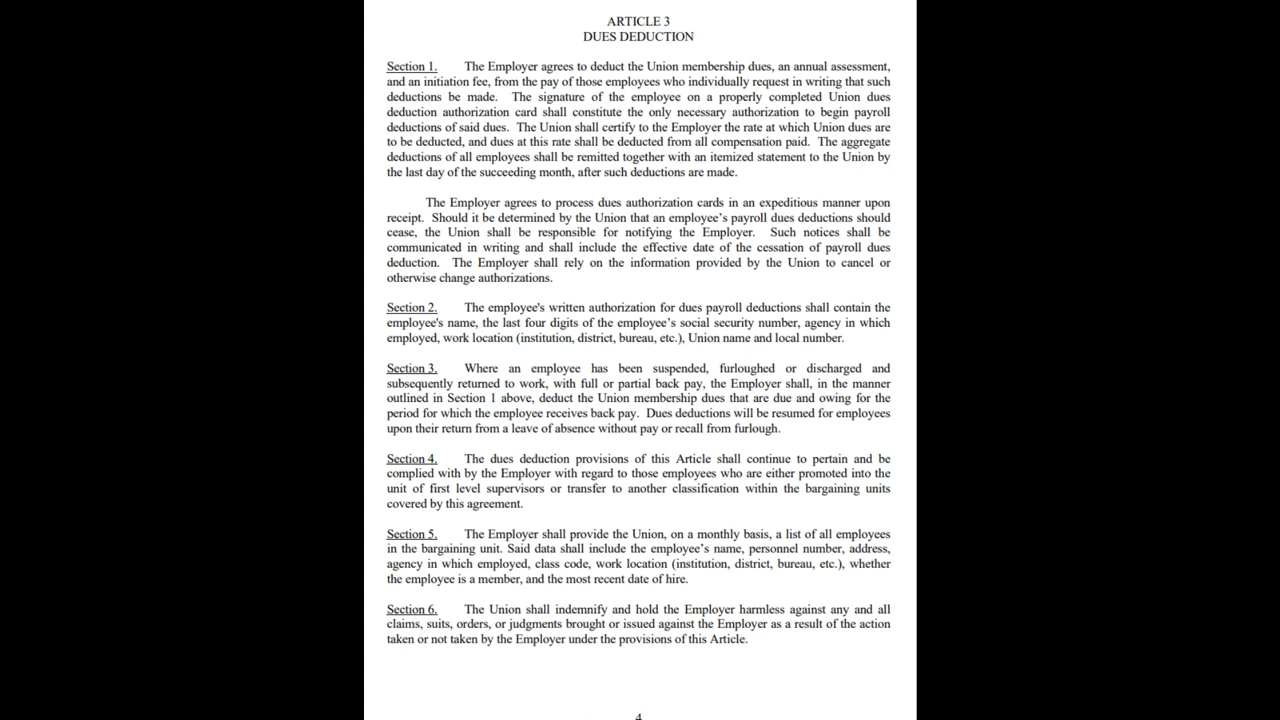 ARTICLE 3
DUES DEDUCTION
Section 1. The Employer agrees to deduct the Union membership dues, an annual assessment,
and an initiation fee, from the pay of those employees who individually request in writing that such
deductions be made. The signature of the employee on a properly completed Union dues
deduction authorization card shall constitute the only necessary authorization to begin payroll
deductions of said dues. The Union shall certify to the Employer the rate at which Union dues are
to be deducted, and dues at this rate shall be deducted from all compensation paid. The aggregate
deductions of all employees shall be remitted together with an itemized statement to the Union by
the last day of the succeeding month, after such deductions are made.
The Employer agrees to process dues authorization cards in an expeditious manner upon
receipt. Should it be determined by the Union that an employee’s payroll dues deductions should
cease, the Union shall be responsible for notifying the Employer. Such notices shall be
communicated in writing and shall include the effective date of the cessation of payroll dues
deduction. The Employer shall rely on the information provided by the Union to cancel or
otherwise change authorizations.
Section 2. The employee's written authorization for dues payroll deductions shall contain the
employee's name, the last four digits of the employee’s social security number, agency in which
employed, work location (institution, district, bureau, etc.), Union name and local number.
Section 3. Where an employee has been suspended, furloughed or discharged and
subsequently returned to work, with full or partial back pay, the Employer shall, in the manner
outlined in Section 1 above, deduct the Union membership dues that are due and owing for the
period for which the employee receives back pay. Dues deductions will be resumed for employees
upon their return from a leave of absence without pay or recall from furlough.
Section 4. The dues deduction provisions of this Article shall continue to pertain and be
complied with by the Employer with regard to those employees who are either promoted into the
unit of first level supervisors or transfer to another classification within the bargaining units
covered by this agreement.
Section 5. The Employer shall provide the Union, on a monthly basis, a list of all employees
in the bargaining unit. Said data shall include the employee’s name, personnel number, address,
agency in which employed, class code, work location (institution, district, bureau, etc.), whether
the employee is a member, and the most recent date of hire.
Section 6. The Union shall indemnify and hold the Employer harmless against any and all
claims, suits, orders, or judgments brought or issued against the Employer as a result of the action
taken or not taken by the Employer under the provisions of this Article.
4